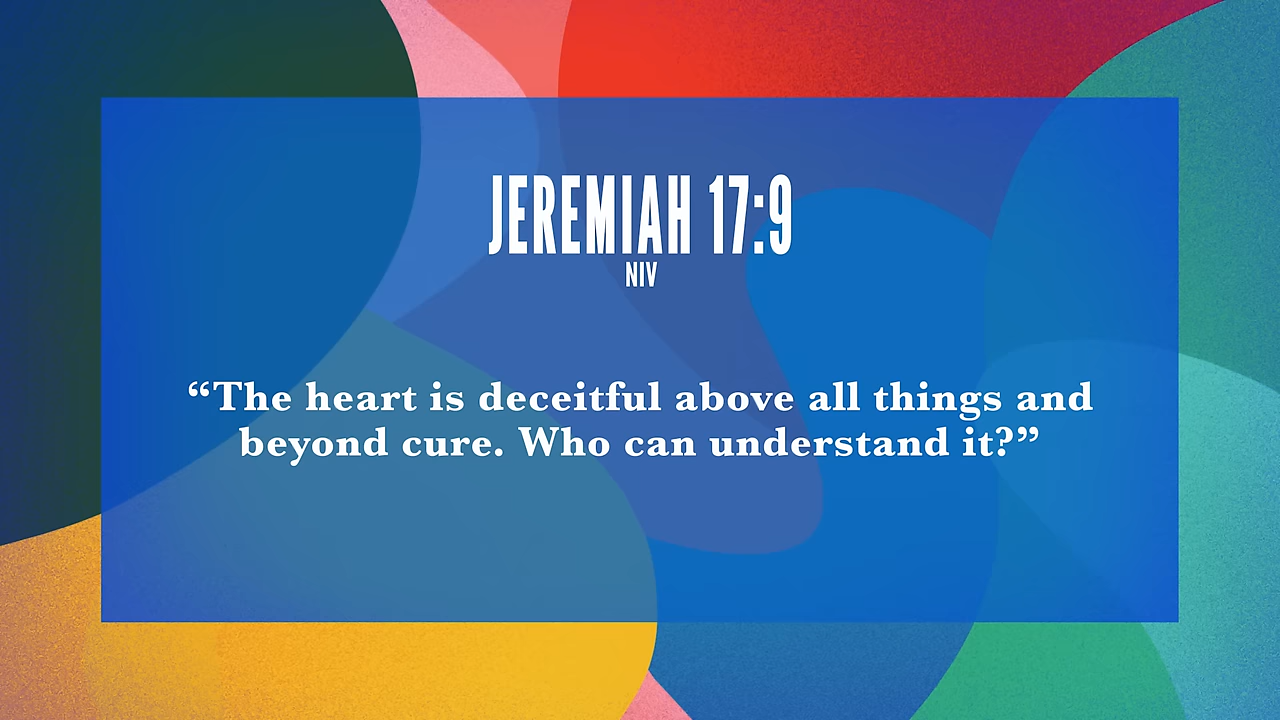 JEREMIAH 17:9
NIV
“The heart is deceitful above all things and
beyond cure. Who can understand it?”